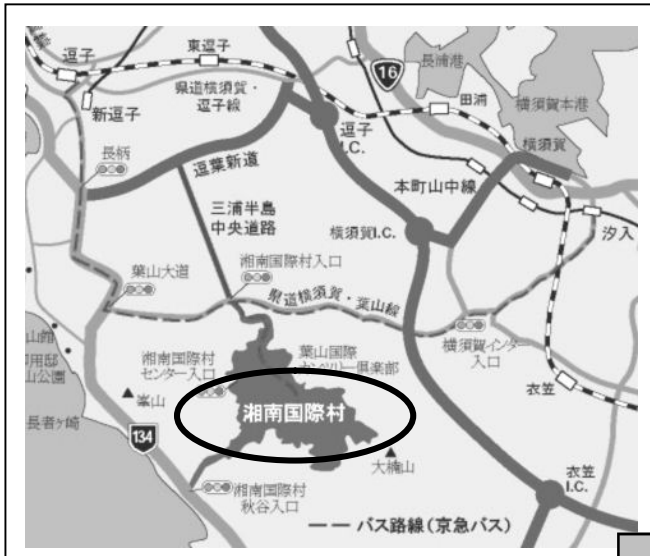 逗子
東逗子
16
長浦港
県道横須賀・
逗子線
田浦
横須賀本港
新逗子
逗子
I.C.
横須賀
長柄
逗葉新道
本町山中線
三浦半島
中央道路
横須賀I.C.
汐入
湘南国際村入口
葉山大道
県道横須賀・葉山線
湘南国際村
センター入口
葉山国際
カンツリー倶楽部
横須賀インター
入口
山公園
衣笠
峯山
湘南国際村
長者ヶ崎
134
大楠山
衣笠
I.C.
湘南国際村
秋谷入口
バス路線(京急バス)